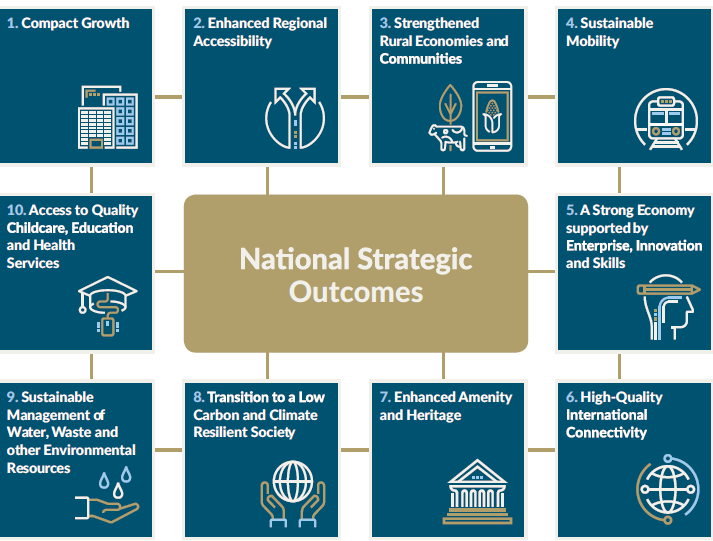 1. Compact Growth
2. Enhanced Regional
Accessibility
3. Strengthened
Rural Economies and
Communities
4. Sustainable
Mobility
10. Access to Quality
Childcare, Education
and Health
Services
National Strategic
Outcomes
5. A Strong Economy
supported by
Enterprise, Innovation
and Skills
9. Sustainable
Management of
Water, Waste and
other Environmental
Resources
8. Transition to a Low
Carbon and Climate
Resilient Society
7. Enhanced Amenity
and Heritage
6. High-Quality
International
Connectivity